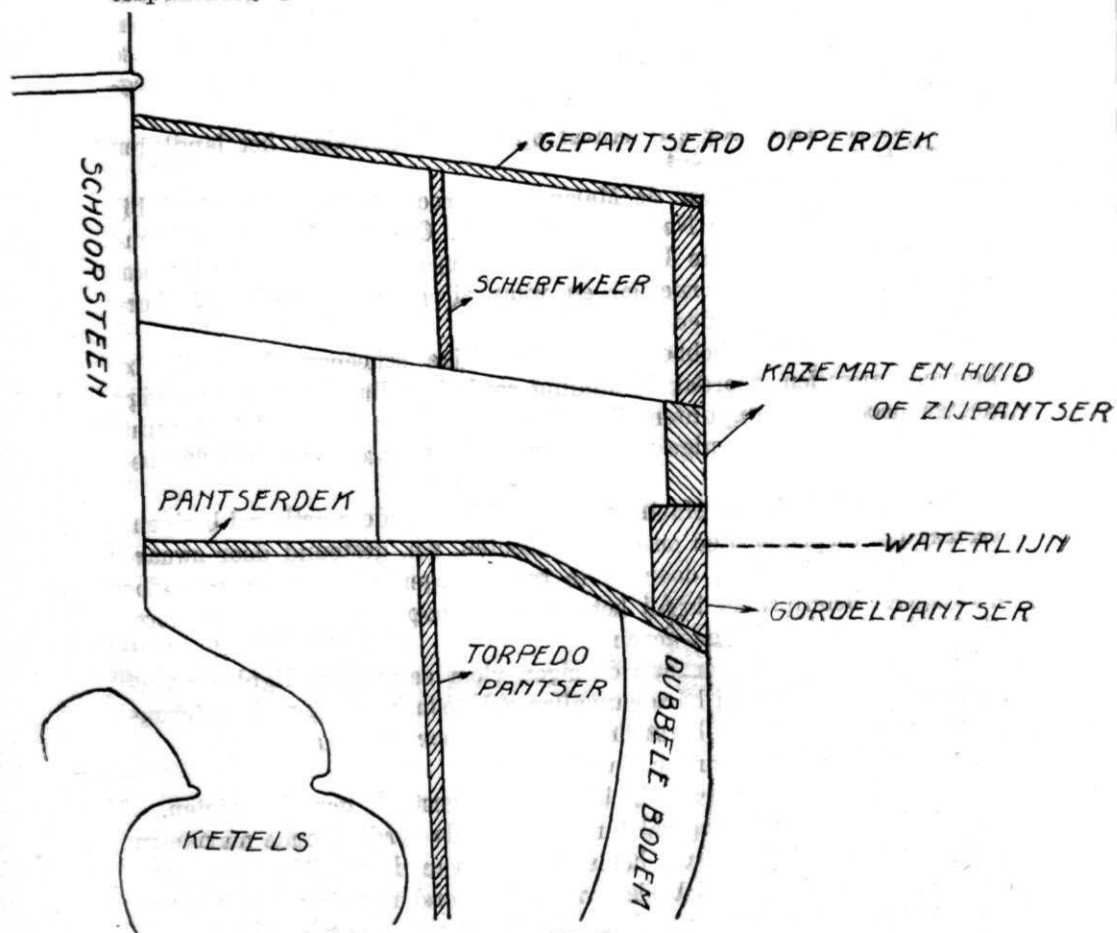 GEPANTSERD OPPERDEK
SCHOORSTEEN
SCHERFWEER
KAZEMAT EN HUID
OF ZIJPANTSER
PANTSERDEK
WATERLIJN
GORDELPANTSER
TORPEDO
PANTSER
DUBBELE BODEM
KETELS